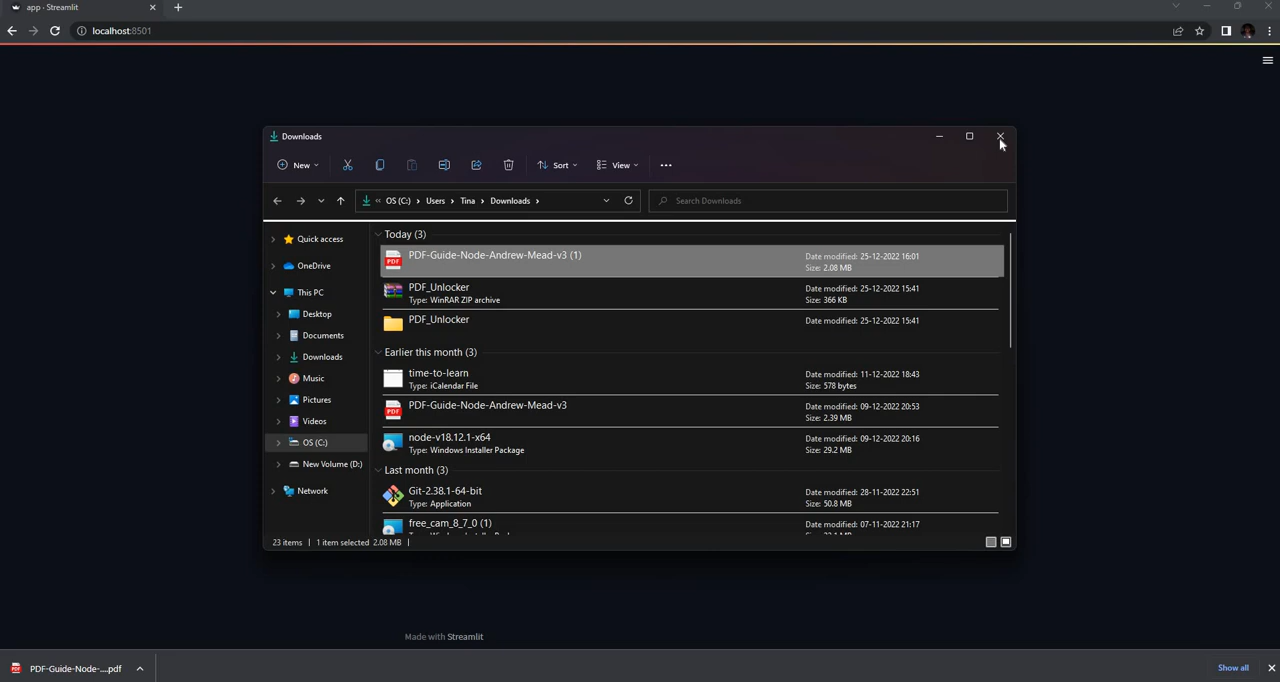 app · Streamlit
localhost:8501
Downloads
New
Sort
View
« OS (C:) › Users › Tina › Downloads ›
Search Downloads
Quick access
OneDrive
This PC
Desktop
Documents
Downloads
Music
Pictures
Videos
OS (C:)
New Volume (D:)
Network
Today (3)
PDF-Guide-Node-Andrew-Mead-v3 (1)
Date modified: 25-12-2022 16:01
Size: 2.08 MB
PDF_Unlocker
Date modified: 25-12-2022 15:41
Type: WinRAR ZIP archive
Size: 366 KB
PDF_Unlocker
Date modified: 25-12-2022 15:41
Earlier this month (3)
time-to-learn
Date modified: 11-12-2022 18:43
Type: iCalendar File
Size: 578 bytes
PDF-Guide-Node-Andrew-Mead-v3
Date modified: 09-12-2022 20:53
Size: 2.39 MB
node-v18.12.1-x64
Date modified: 09-12-2022 20:16
Type: Windows Installer Package
Size: 29.2 MB
Last month (3)
Git-2.38.1-64-bit
Date modified: 28-11-2022 22:51
Type: Application
Size: 50.8 MB
free_cam_8_7_0 (1)
Date modified: 07-11-2022 21:17
23 items | 1 item selected 2.08 MB |
Made with Streamlit
PDF-Guide-Node-....pdf
Show all